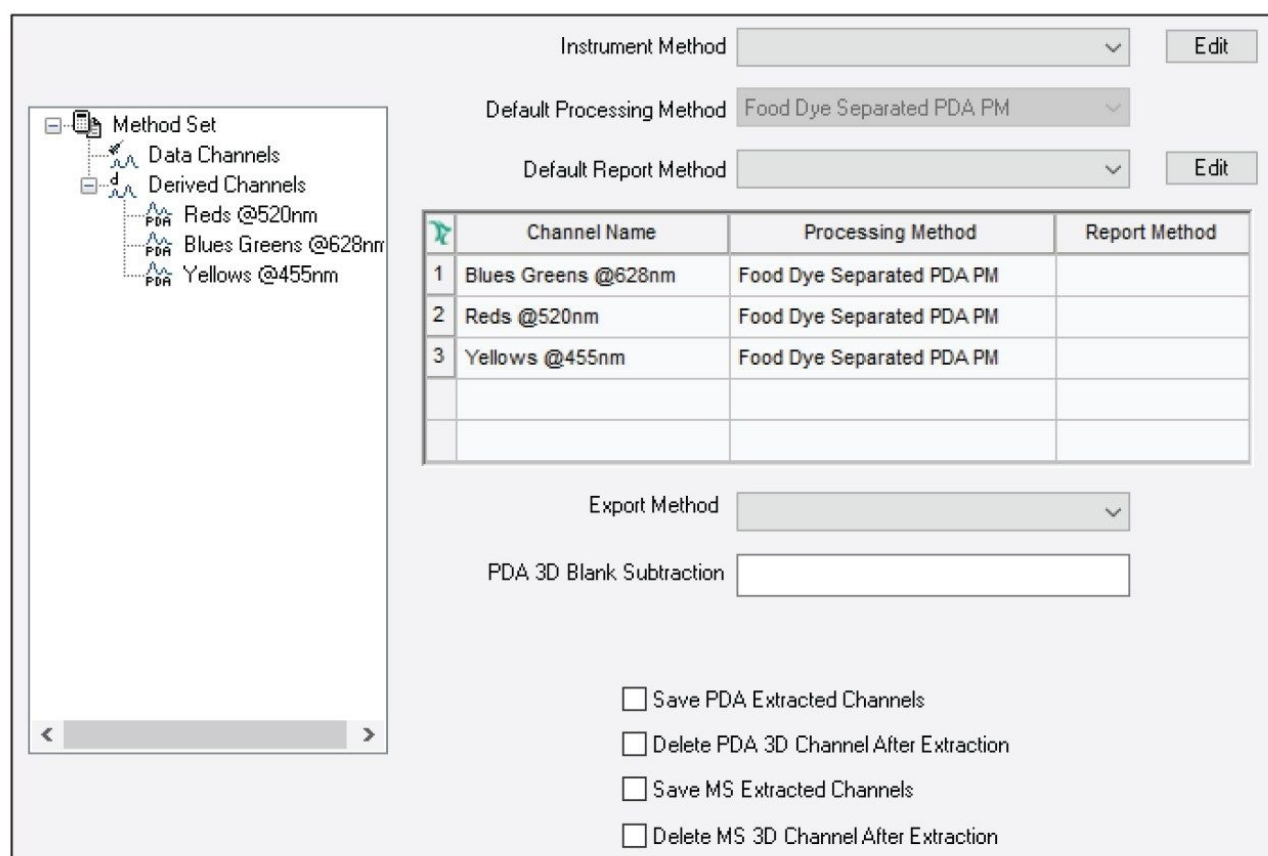 Instrument Method
Edit
Default Processing Method Food Dye Separated PDA PM
Default Report Method
Edit
Method Set
Data Channels
Derived Channels
Reds @520nm
Blues Greens @628nm
Yellows @455nm
Channel Name Processing Method Report Method
1 Blues Greens @628nm Food Dye Separated PDA PM
2 Reds @520nm Food Dye Separated PDA PM
3 Yellows @455nm Food Dye Separated PDA PM
Export Method
PDA 3D Blank Subtraction
Save PDA Extracted Channels
Delete PDA 3D Channel After Extraction
Save MS Extracted Channels
Delete MS 3D Channel After Extraction